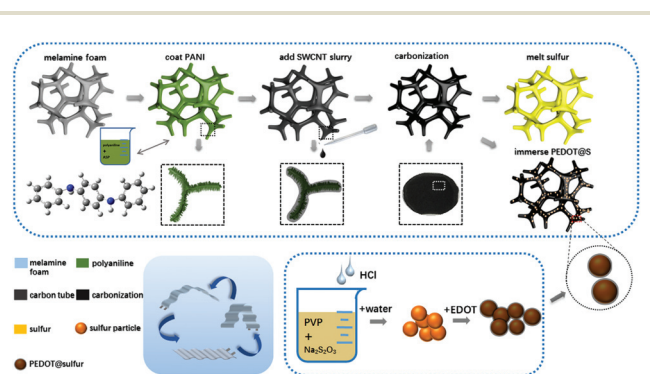 melamine foam
coat PANI
add SWCNT slurry
carbonization
melt sulfur
polyaniline
+
PVP
immerse PEDOT@S
melamine
foam
polyaniline
carbon tube
carbonization
sulfur
sulfur particle
PEDOT@sulfur
HCl
PVP
+
Na₂S₂O₃
+water
+EDOT